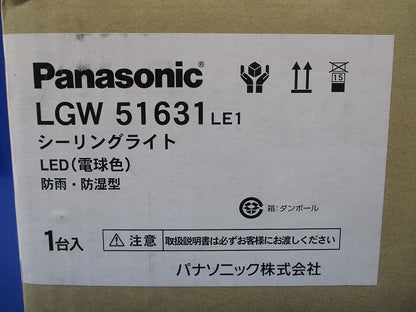 Panasonic®
15
LGW 51631 LE1
シーリングライト
LED(電球色)
防雨・防湿型
箱:ダンボール
1台入
注意 取扱説明書は必ずお客様にお渡しください
パナソニック株式会社